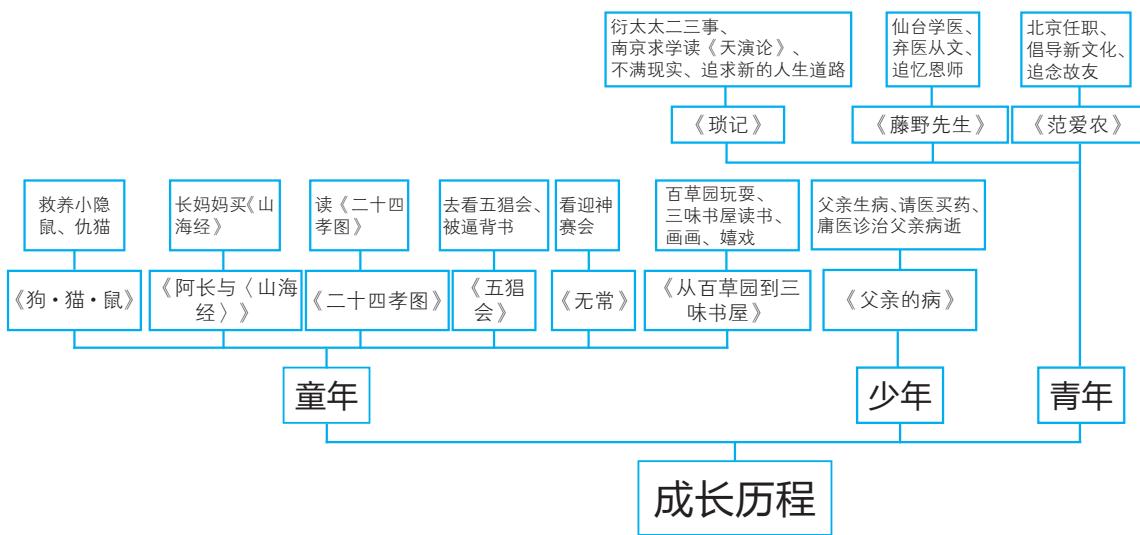 衍太太二三事、
南京求学读《天演论》、
不满现实、追求新的人生道路
仙台学医、
弃医从文、
追忆恩师
北京任职、
倡导新文化、
追念故友
《琐记》
《藤野先生》
《范爱农》
救养小隐
鼠、仇猫
长妈妈买《山
海经》
读《二十四
孝图》
去看五猖会、
被逼背书
看迎神
赛会
百草园玩耍、
三味书屋读书、
画画、嬉戏
父亲生病、请医买药、
庸医诊治父亲病逝
《狗·猫·鼠》
《阿长与〈山海
经〉》
《二十四孝图》
《五猖
会》
《无常》
《从百草园到三
味书屋》
《父亲的病》
童年
少年
青年
成长历程